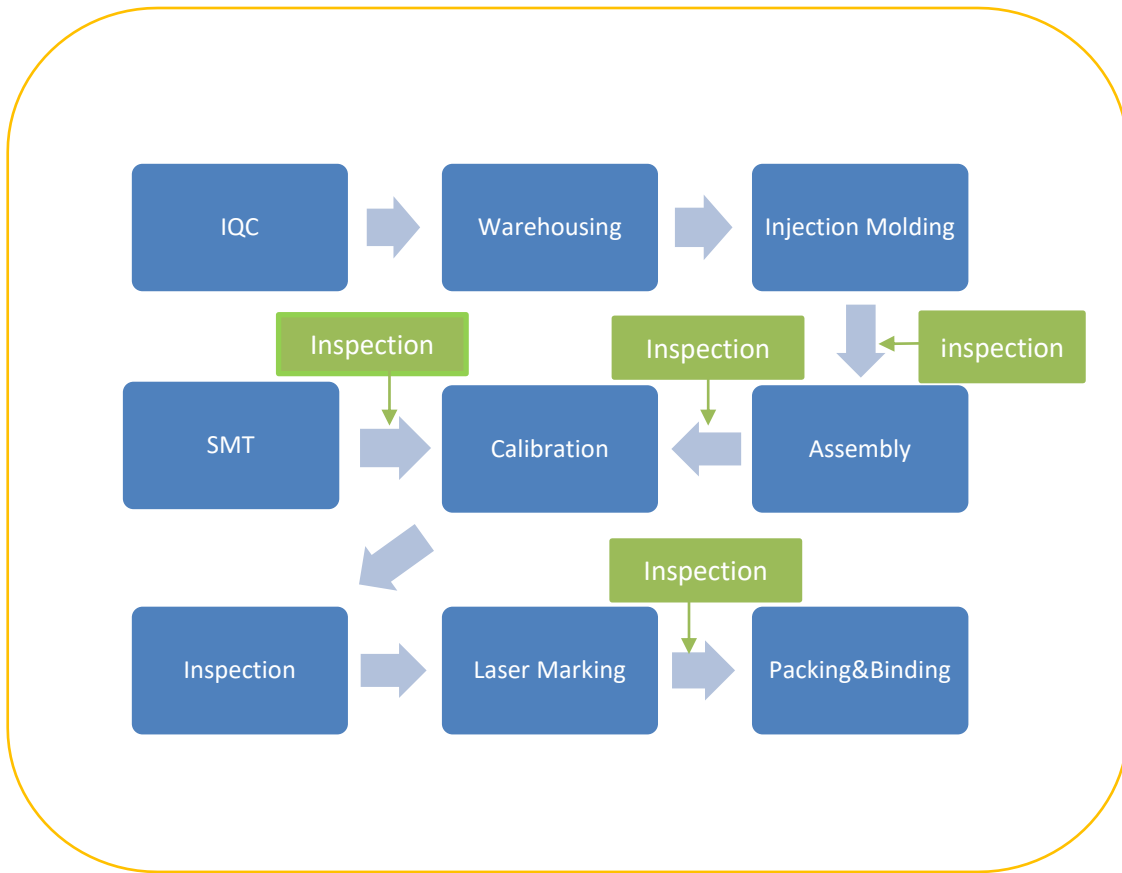 IQC
Warehousing
Injection Molding
Inspection
Inspection
inspection
SMT
Calibration
Assembly
Inspection
Inspection
Laser Marking
Packing&Binding